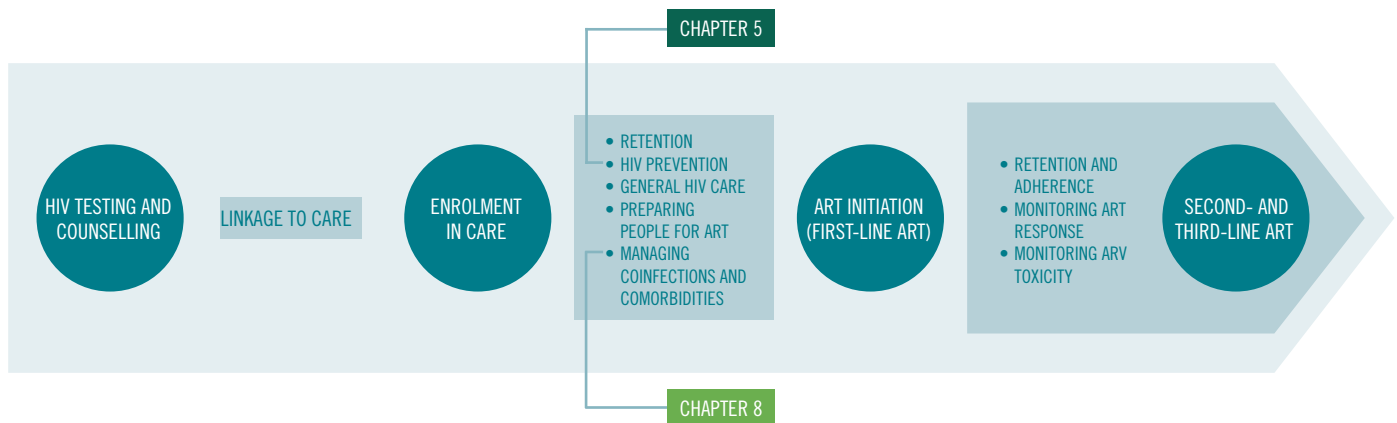 CHAPTER 5
HIV TESTING AND
COUNSELLING
LINKAGE TO CARE
ENROLMENT
IN CARE
• RETENTION
• HIV PREVENTION
• GENERAL HIV CARE
• PREPARING
PEOPLE FOR ART
• MANAGING
COINFECTIONS AND
COMORBIDITIES
ART INITIATION
(FIRST-LINE ART)
• RETENTION AND
ADHERENCE
• MONITORING ART
RESPONSE
• MONITORING ARV
TOXICITY
SECOND- AND
THIRD-LINE ART
CHAPTER 8